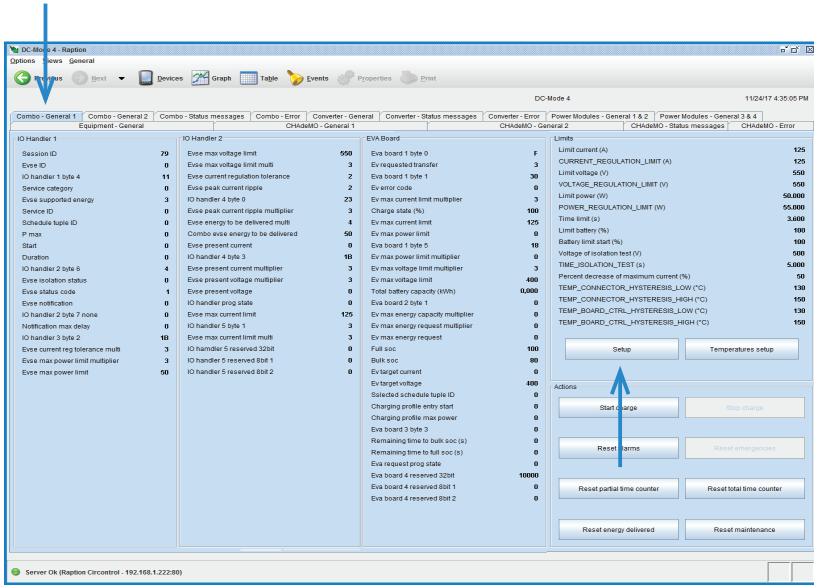 DC-Mode 4 - Raption
Options Views General
Previous Next Devices Graph Table Events Properties Print
DC-Mode 4 11/24/17 4:35:05 PM
Combo - General 1 Combo - General 2 Combo - Status messages Combo - Error Converter - General Converter - Status messages Converter - Error Power Modules - General 1 & 2 Power Modules - General 3 & 4
Equipment - General CHAdeMO - General 1 CHAdeMO - General 2 CHAdeMO - Status messages CHAdeMO - Error
IO Handler 1
Session ID 79
Evse ID 0
IO handler 1 byte 4 11
Service category 0
Evse supported energy 3
Service ID 0
Schedule tuple ID 0
P max 0
Start 0
Duration 0
IO handler 2 byte 6 4
Evse isolation status 0
Evse status code 1
Evse notification 0
IO handler 2 byte 7 none 0
Notification max delay 0
IO handler 3 byte 2 1B
Evse current reg tolerance multi 3
Evse max power limit multiplier 3
Evse max power limit 50
IO Handler 2
Evse max voltage limit 550
Evse max voltage limit multi 3
Evse current regulation tolerance 2
Evse peak current ripple 2
IO handler 4 byte 0 23
Evse peak current ripple multiplier 3
Evse energy to be delivered multi 4
Combo evse energy to be delivered 50
Evse present current 0
IO handler 4 byte 3 1B
Evse present current multiplier 3
Evse present voltage multiplier 3
Evse present voltage 0
IO handler prog state 0
Evse max current limit 125
IO handler 5 byte 1 3
Evse max current limit multi 3
IO hamdler 5 reserved 32bit 0
IO handler 5 reserved 8bit 1 0
IO handler 5 reserved 8bit 2 0
EVA Board
Eva board 1 byte 0 F
Ev requested transfer 3
Eva board 1 byte 1 30
Ev error code 0
Ev max current limit multiplier 3
Charge state (%) 100
Ev max current limit 125
Ev max power limit 0
Eva board 1 byte 5 18
Ev max power limit multiplier 3
Ev max voltage limit multiplier 3
Ev max voltage limit 400
Total battery capacity (kWh) 0,000
Eva board 2 byte 1 0
Ev max energy capacity multiplier 0
Ev max energy request multiplier 0
Ev max energy request 0
Full soc 100
Bulk soc 80
Ev target current 0
Ev target voltage 400
Sslected schedule tuple ID 0
Charging profile entry start 0
Charging profile max power 0
Eva board 3 byte 3 0
Remaining time to bulk soc (s) 0
Remaining time to full soc (s) 0
Eva request prog state 0
Eva board 4 reserved 32bit 10000
Eva board 4 reserved 8bit 1 0
Eva board 4 reserved 8bit 2 0
Limits
Limit current (A) 125
CURRENT_REGULATION_LIMIT (A) 125
Limit voltage (V) 550
VOLTAGE_REGULATION_LIMIT (V) 550
Limit power (W) 50.000
POWER_REGULATION_LIMIT (W) 55.000
Time limit (s) 3,600
Limit battery (%) 100
Battery limit start (%) 100
Voltage of isolation test (V) 500
TIME_ISOLATION_TEST (s) 5.000
Percent decrease of maximum current (%) 50
TEMP_CONNECTOR_HYSTERESIS_LOW (°C) 130
TEMP_CONNECTOR_HYSTERESIS_HIGH (°C) 150
TEMP_BOARD_CTRL_HYSTERESIS_LOW (°C) 130
TEMP_BOARD_CTRL_HYSTERESIS_HIGH (°C) 150
Setup Temperatures setup
Actions
Start charge Stop charge
Reset alarms Reset emergencies
Reset partial time counter Reset total time counter
Reset energy delivered Reset maintenance
Server Ok (Raption Circontrol - 192.168.1.222:80)